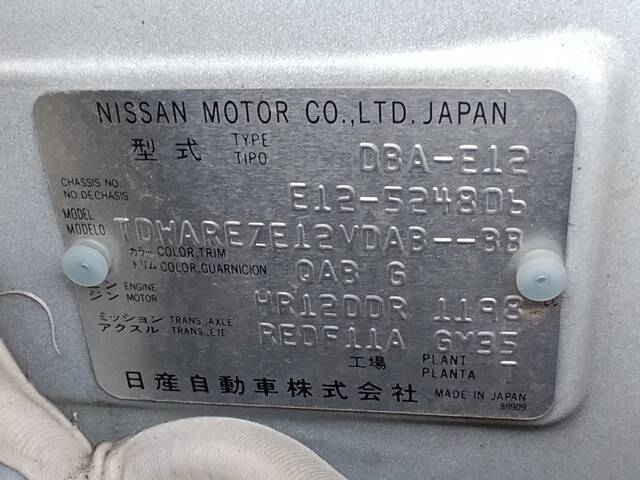 NISSAN MOTOR CO.,LTD. JAPAN
型式 TYPE TIPO DBA-E12
CHASSIS NO. NO DECHASIS E12-524806
MODEL MODELO TDWAREZE12VDAB--BB
カラー COLOR,TRIM トリム COLOR,GUARNICION QAB G
ン ENGINE ジン MOTOR HR12DDR 1198 cc
ミッション TRANS.,AXLE アクスル TRANS.,EJE RE0F11A GM35
工場 PLANT PLANTA -
日産自動車株式会社 MADE IN JAPAN
89909